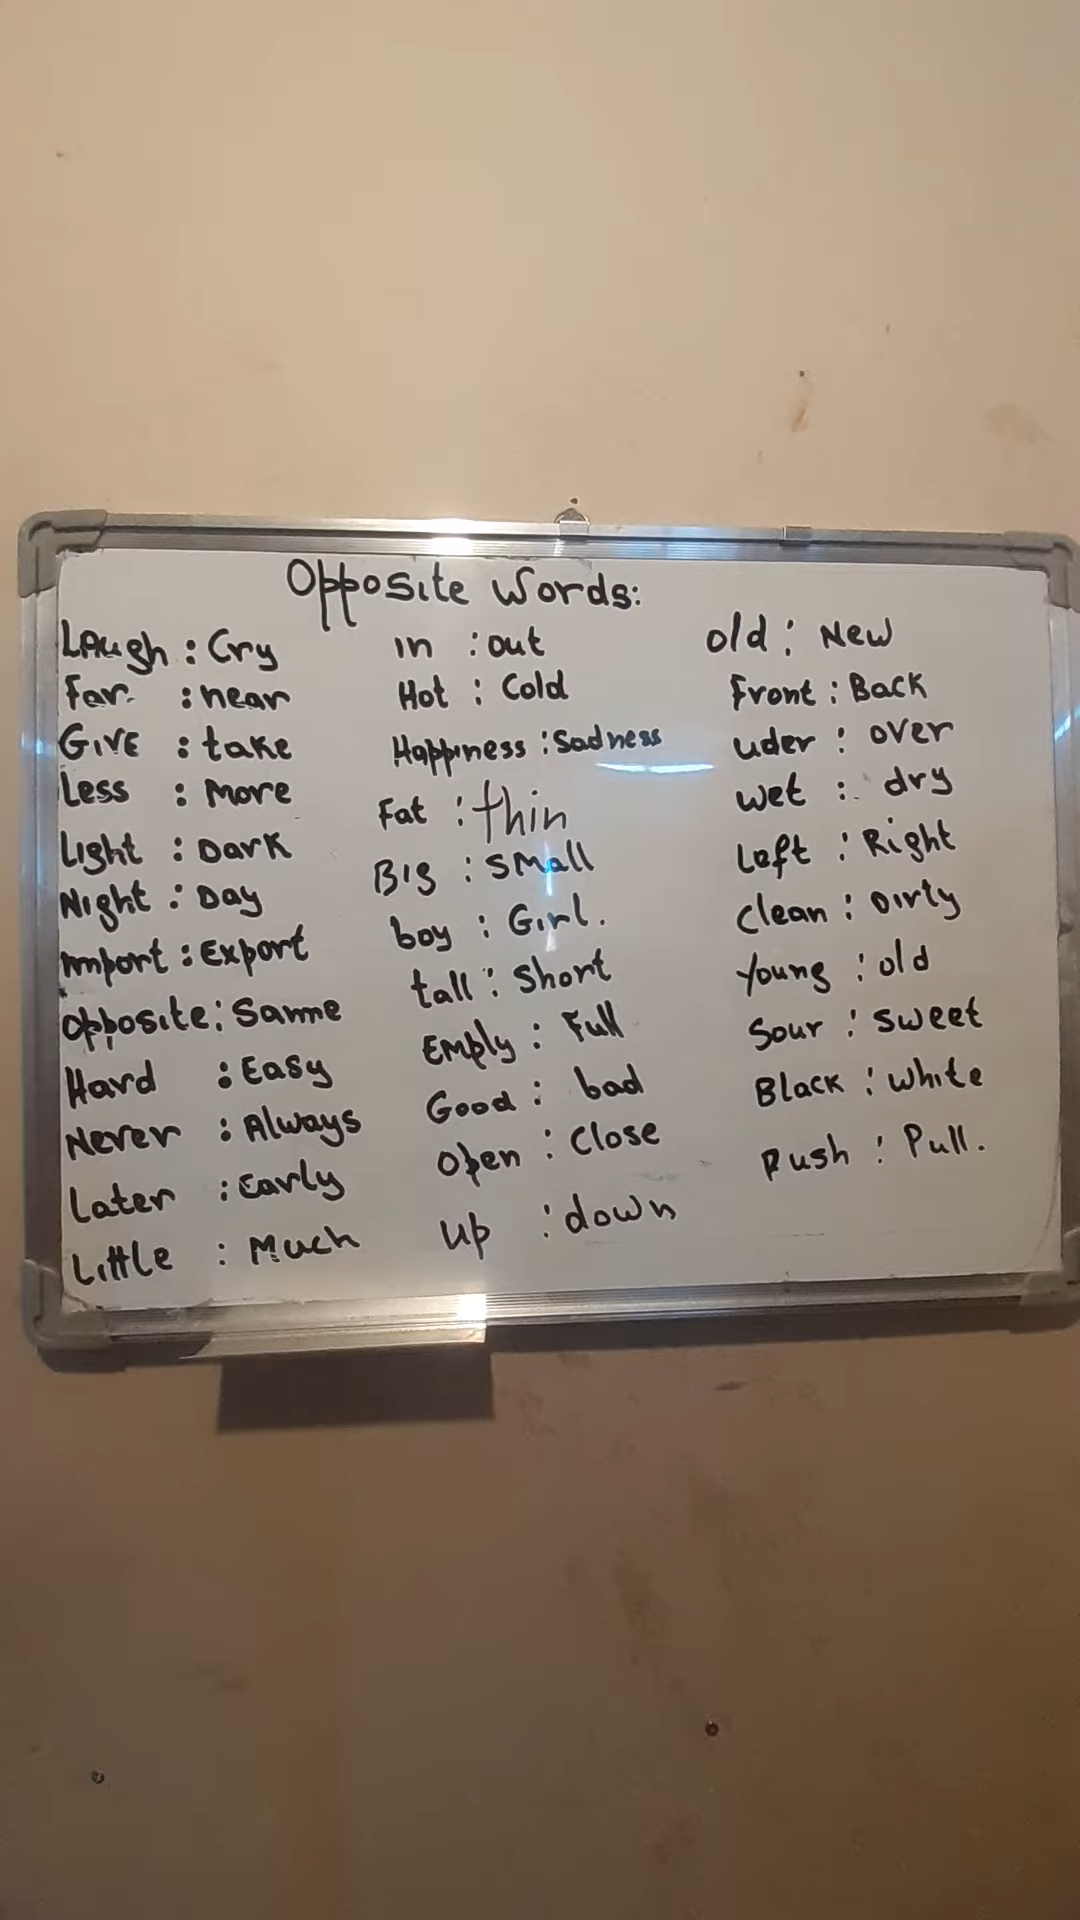 Opposite Words:
LAugh : Cry
Far. : near
GIVE : take
Less : More
Light : Dark
Night : Day
Import : Export
Opposite : Same
Hard : Easy
Never : Always
Later : Early
Little : Much
in : out
Hot : Cold
Happiness : Sadness
Fat : thin
Big : Small
boy : Girl.
tall : Short
Emply : Full
Good : bad
Open : Close
up : down
old : New
Front : Back
uder : over
wet : dry
Left : Right
Clean : Dirty
Young : old
Sour : Sweet
Black : White
Push : Pull.